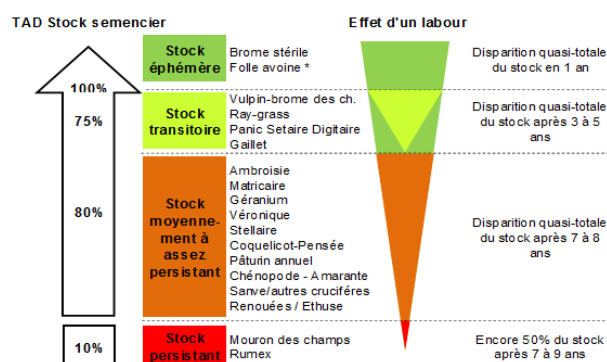 TAD Stock semencier
Effet d'un labour
Stock
éphémère
Brome stérile
Folle avoine *
Disparition quasi-totale
du stock en 1 an
100%
75%
Stock
transitoire
Vulpin-brome des ch.
Ray-grass
Panic Setaire Digitaire
Gaillet
Disparition quasi-totale
du stock après 3 à 5
ans
80%
Stock
moyenne-
ment à
assez
persistant
Ambroisie
Matricaire
Géranium
Véronique
Stellaire
Coquelicot-Pensée
Pâturin annuel
Chénopode - Amarante
Sanve/autres crucifères
Renouées / Ethuse
Disparition quasi-totale
du stock après 7 à 8
ans
10%
Stock
persistant
Mouron des champs
Rumex
Encore 50% du stock
après 7 à 9 ans